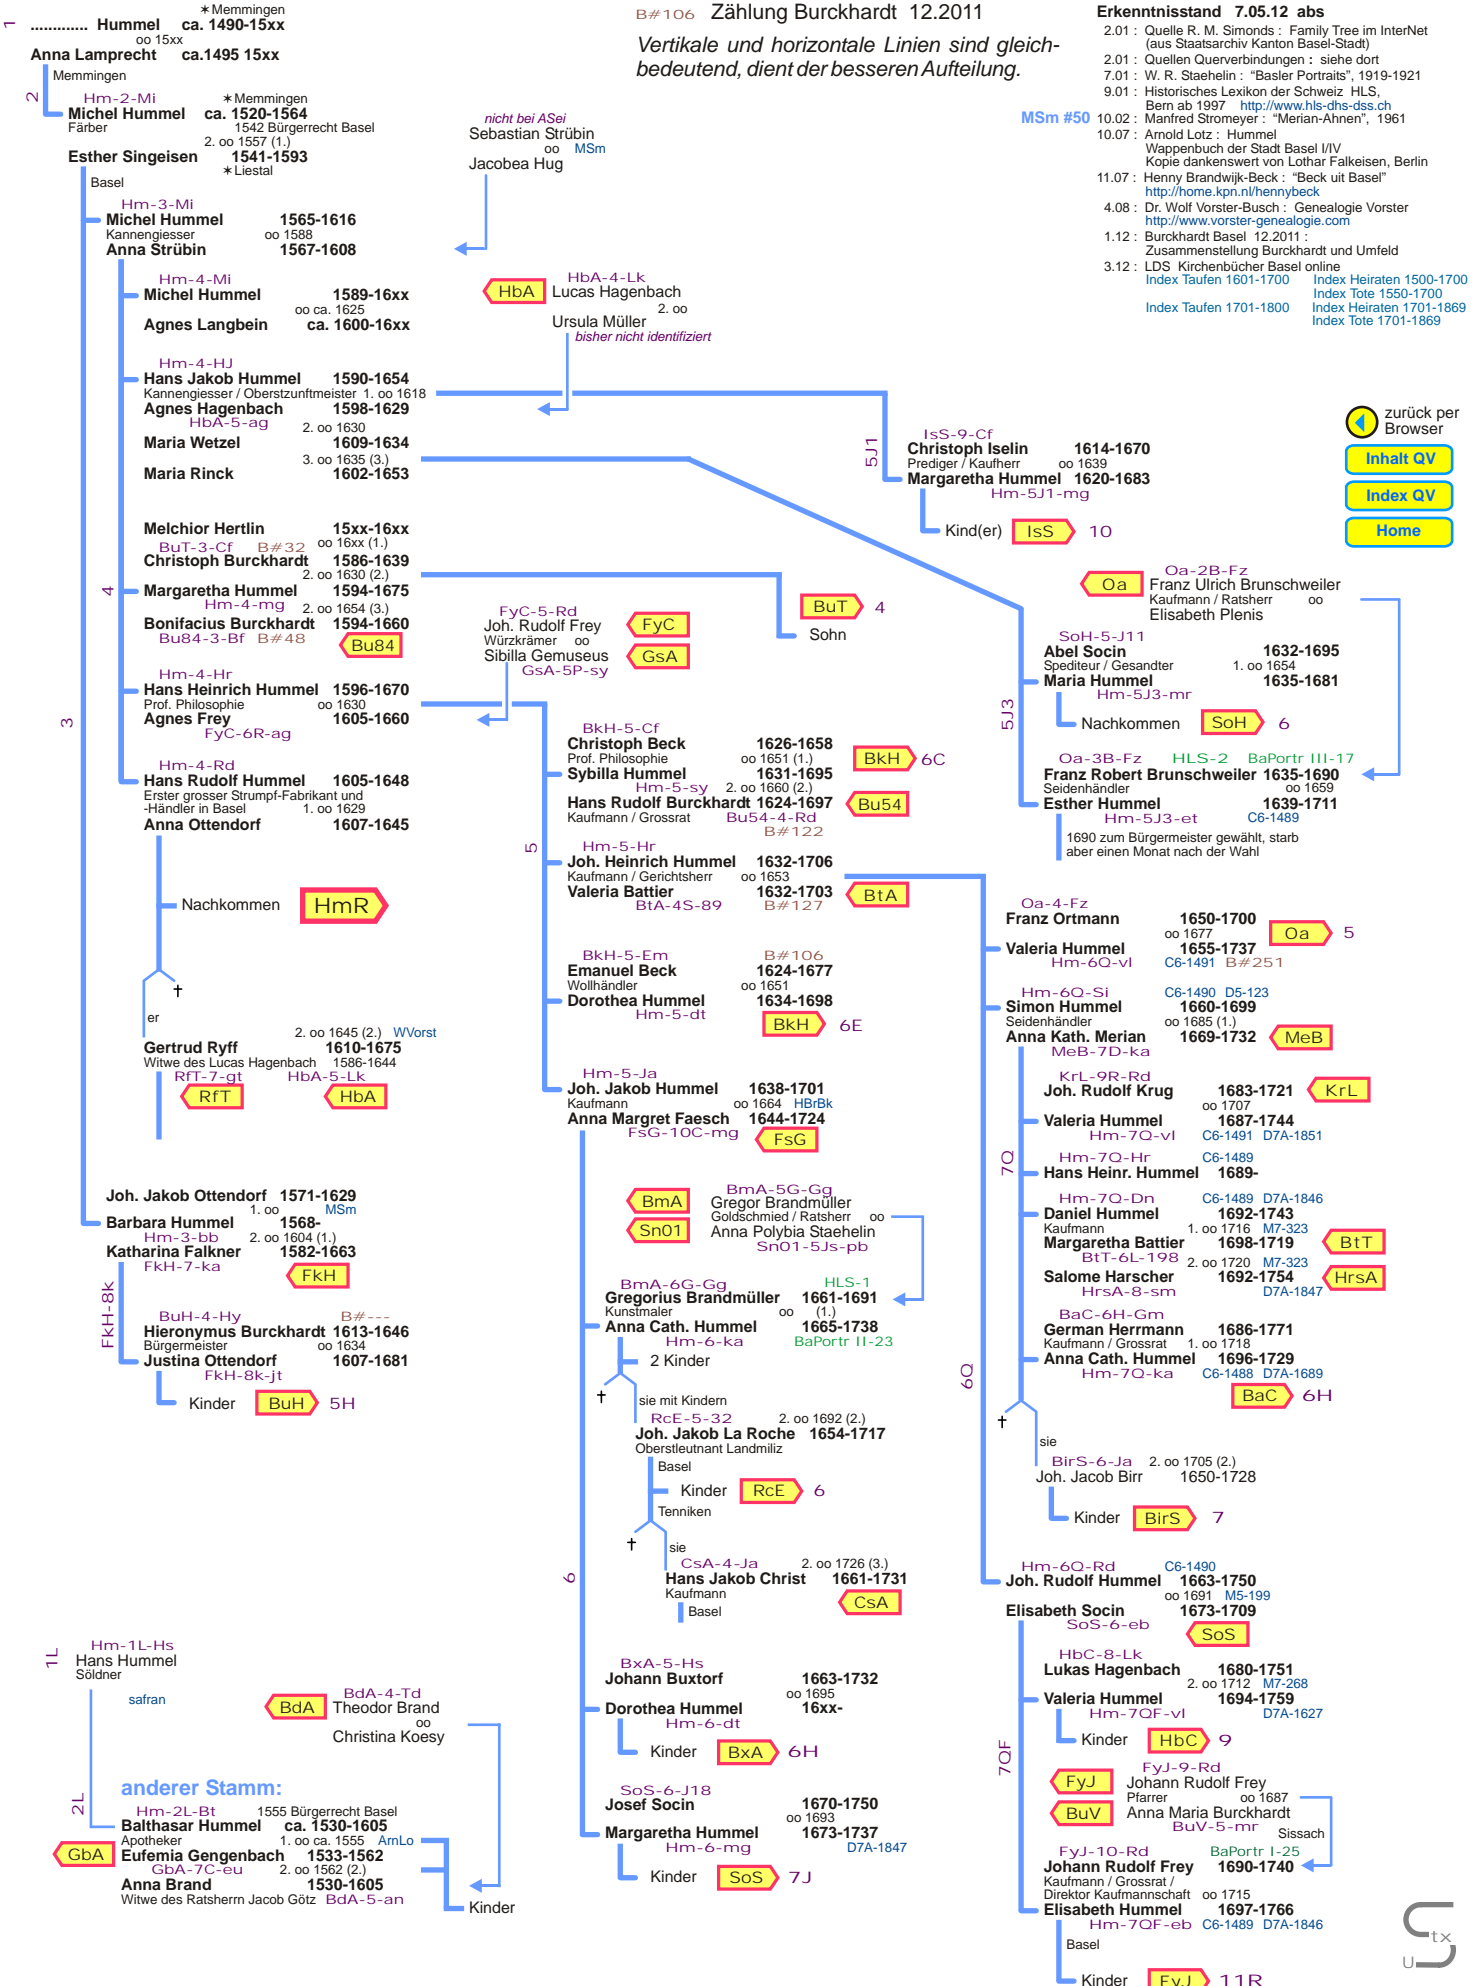 1
∗Memmingen
............. Hummel ca. 1490-15xx
oo 15xx
Anna Lamprecht ca.1495 15xx
Memmingen
2
Hm-2-Mi ∗Memmingen
Michel Hummel ca. 1520-1564
Färber 1542 Bürgerrecht Basel
2. oo 1557 (1.)
Esther Singeisen 1541-1593
∗Liestal
Basel
B#106 Zählung Burckhardt 12.2011
Vertikale und horizontale Linien sind gleich-
bedeutend, dient der besseren Aufteilung.
Erkenntnisstand 7.05.12 abs
2.01 : Quelle R. M. Simonds : Family Tree im InterNet
(aus Staatsarchiv Kanton Basel-Stadt)
2.01 : Quellen Querverbindungen : siehe dort
7.01 : W. R. Staehelin : “Basler Portraits”, 1919-1921
9.01 : Historisches Lexikon der Schweiz HLS,
Bern ab 1997 http://www.hls-dhs-dss.ch
MSm #50 10.02 : Manfred Stromeyer : “Merian-Ahnen”, 1961
10.07 : Arnold Lotz : Hummel
Wappenbuch der Stadt Basel I/IV
Kopie dankenswert von Lothar Falkeisen, Berlin
11.07 : Henny Brandwijk-Beck : “Beck uit Basel”
http://home.kpn.nl/hennybeck
4.08 : Dr. Wolf Vorster-Busch : Genealogie Vorster
http://www.vorster-genealogie.com
1.12 : Burckhardt Basel 12.2011 :
Zusammenstellung Burckhardt und Umfeld
3.12 : LDS Kirchenbücher Basel online
Index Taufen 1601-1700 Index Heiraten 1500-1700
Index Tote 1550-1700
Index Taufen 1701-1800 Index Heiraten 1701-1869
Index Tote 1701-1869
zurück per
Browser
Inhalt QV
Index QV
Home
nicht bei ASei
Sebastian Strübin
oo MSm
Jacobea Hug
3
Hm-3-Mi
Michel Hummel 1565-1616
Kannengiesser oo 1588
Anna Strübin 1567-1608
4
Hm-4-Mi
Michel Hummel 1589-16xx
oo ca. 1625
Agnes Langbein ca. 1600-16xx
HbA HbA-4-Lk
Lucas Hagenbach
2. oo
Ursula Müller
bisher nicht identifiziert
Hm-4-HJ
Hans Jakob Hummel 1590-1654
Kannengiesser / Oberstzunftmeister 1. oo 1618
Agnes Hagenbach 1598-1629
HbA-5-ag
2. oo 1630
Maria Wetzel 1609-1634
3. oo 1635 (3.)
Maria Rinck 1602-1653
Melchior Hertlin 15xx-16xx
oo 16xx (1.)
BuT-3-Cf B#32
Christoph Burckhardt 1586-1639
2. oo 1630 (2.)
Margaretha Hummel 1594-1675
Hm-4-mg 2. oo 1654 (3.)
Bonifacius Burckhardt 1594-1660
Bu84-3-Bf B#48 Bu84
BuT 4
Sohn
Hm-4-Hr
Hans Heinrich Hummel 1596-1670
Prof. Philosophie oo 1630
Agnes Frey 1605-1660
FyC-6R-ag
FyC-5-Rd
Joh. Rudolf Frey FyC
Würzkrämer oo
Sibilla Gemuseus GsA
GsA-5P-sy
Hm-4-Rd
Hans Rudolf Hummel 1605-1648
Erster grosser Strumpf-Fabrikant und
-Händler in Basel 1. oo 1629
Anna Ottendorf 1607-1645
Nachkommen HmR
✝
er
2. oo 1645 (2.) WVorst
Gertrud Ryff 1610-1675
Witwe des Lucas Hagenbach 1586-1644
RfT-7-gt HbA-5-Lk
RfT HbA
Joh. Jakob Ottendorf 1571-1629
1. oo MSm
Barbara Hummel 1568-
Hm-3-bb 2. oo 1604 (1.)
Katharina Falkner 1582-1663
FkH-7-ka
FkH
FkH-8k
BuH-4-Hy B#---
Hieronymus Burckhardt 1613-1646
Bürgermeister oo 1634
Justina Ottendorf 1607-1681
FkH-8k-jt
Kinder BuH 5H
5J1
IsS-9-Cf
Christoph Iselin 1614-1670
Prediger / Kaufherr oo 1639
Margaretha Hummel 1620-1683
Hm-5J1-mg
Kind(er) IsS 10
5J3
Oa Oa-2B-Fz
Franz Ulrich Brunschweiler
Kaufmann / Ratsherr oo
Elisabeth Plenis
SoH-5-J11
Abel Socin 1632-1695
Spediteur / Gesandter 1. oo 1654
Maria Hummel 1635-1681
Hm-5J3-mr
Nachkommen SoH 6
Oa-3B-Fz HLS-2 BaPortr III-17
Franz Robert Brunschweiler 1635-1690
Seidenhändler oo 1659
Esther Hummel 1639-1711
Hm-5J3-et C6-1489
1690 zum Bürgermeister gewählt, starb
aber einen Monat nach der Wahl
5
BkH-5-Cf
Christoph Beck 1626-1658
Prof. Philosophie oo 1651 (1.)
BkH 6C
Sybilla Hummel 1631-1695
Hm-5-sy 2. oo 1660 (2.)
Hans Rudolf Burckhardt 1624-1697 Bu54
Kaufmann / Grossrat Bu54-4-Rd
B#122
Hm-5-Hr
Joh. Heinrich Hummel 1632-1706
Kaufmann / Gerichtsherr oo 1653
Valeria Battier 1632-1703 BtA
BtA-4S-89 B#127
BkH-5-Em B#106
Emanuel Beck 1624-1677
Wollhändler oo 1651
Dorothea Hummel 1634-1698
Hm-5-dt
BkH 6E
Hm-5-Ja
Joh. Jakob Hummel 1638-1701
Kaufmann oo 1664 HBrBk
Anna Margret Faesch 1644-1724
FsG-10C-mg FsG
6
BmA BmA-5G-Gg
Gregor Brandmüller
Goldschmied / Ratsherr oo
Sn01 Anna Polybia Staehelin
Sn01-5Js-pb
BmA-6G-Gg HLS-1
Gregorius Brandmüller 1661-1691
Kunstmaler oo (1.)
Anna Cath. Hummel 1665-1738
Hm-6-ka BaPortr II-23
2 Kinder
✝
sie mit Kindern
RcE-5-32 2. oo 1692 (2.)
Joh. Jakob La Roche 1654-1717
Oberstleutnant Landmiliz
Basel
Kinder RcE 6
Tenniken
✝
sie
CsA-4-Ja 2. oo 1726 (3.)
Hans Jakob Christ 1661-1731
Kaufmann
CsA
Basel
BxA-5-Hs
Johann Buxtorf 1663-1732
oo 1695
Dorothea Hummel 16xx-
Hm-6-dt
Kinder BxA 6H
SoS-6-J18
Josef Socin 1670-1750
oo 1693
Margaretha Hummel 1673-1737
Hm-6-mg D7A-1847
Kinder SoS 7J
6Q
Oa-4-Fz
Franz Ortmann 1650-1700
oo 1677 Oa 5
Valeria Hummel 1655-1737
Hm-6Q-vl C6-1491 B#251
Hm-6Q-Si C6-1490 D5-123
Simon Hummel 1660-1699
Seidenhändler oo 1685 (1.)
Anna Kath. Merian 1669-1732 MeB
MeB-7D-ka
7Q
KrL-9R-Rd
Joh. Rudolf Krug 1683-1721 KrL
oo 1707
Valeria Hummel 1687-1744
Hm-7Q-vl C6-1491 D7A-1851
Hm-7Q-Hr C6-1489
Hans Heinr. Hummel 1689-
Hm-7Q-Dn C6-1489 D7A-1846
Daniel Hummel 1692-1743
Kaufmann 1. oo 1716 M7-323
Margaretha Battier 1698-1719 BtT
BtT-6L-198 2. oo 1720 M7-323
Salome Harscher 1692-1754 HrsA
HrsA-8-sm D7A-1847
BaC-6H-Gm
German Herrmann 1686-1771
Kaufmann / Grossrat 1. oo 1718
Anna Cath. Hummel 1696-1729
Hm-7Q-ka C6-1488 D7A-1689
BaC 6H
✝
sie
BirS-6-Ja 2. oo 1705 (2.)
Joh. Jacob Birr 1650-1728
Kinder BirS 7
Hm-6Q-Rd C6-1490
Joh. Rudolf Hummel 1663-1750
oo 1691 M5-199
Elisabeth Socin 1673-1709
SoS-6-eb
SoS
7QF
HbC-8-Lk
Lukas Hagenbach 1680-1751
2. oo 1712 M7-268
Valeria Hummel 1694-1759
Hm-7QF-vl D7A-1627
Kinder HbC 9
FyJ-9-Rd
FyJ Johann Rudolf Frey
Pfarrer oo 1687
BuV Anna Maria Burckhardt
BuV-5-mr
Sissach
FyJ-10-Rd BaPortr I-25
Johann Rudolf Frey 1690-1740
Kaufmann / Grossrat /
Direktor Kaufmannschaft oo 1715
Elisabeth Hummel 1697-1766
Hm-7QF-eb C6-1489 D7A-1846
Basel
Kinder FyJ 11R
1L
Hm-1L-Hs
Hans Hummel
Söldner
safran
BdA BdA-4-Td
Theodor Brand
oo
Christina Koesy
anderer Stamm:
2L
Hm-2L-Bt 1555 Bürgerrecht Basel
Balthasar Hummel ca. 1530-1605
Apotheker 1. oo ca. 1555 ArnLo
GbA Eufemia Gengenbach 1533-1562
GbA-7C-eu 2. oo 1562 (2.)
Anna Brand 1530-1605
Witwe des Ratsherrn Jacob Götz BdA-5-an
Kinder
U S tx